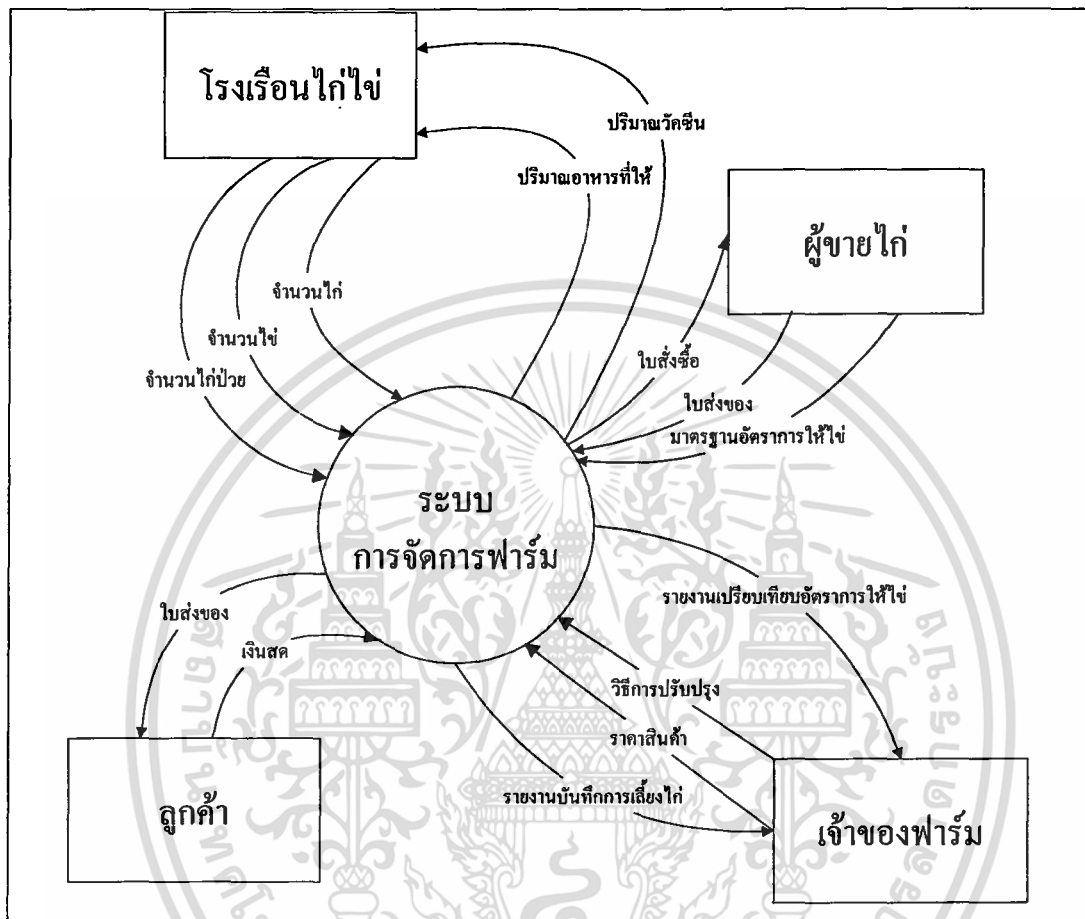 โรงเรือนไก่ไข่
ปริมาณวัคซีน
ปริมาณอาหารที่ให้
ผู้ขายไก่
จำนวนไก่
จำนวนไข่
จำนวนไก่ป่วย
ใบสั่งซื้อ
ใบส่งของ
มาตรฐานอัตราการให้ไข่
ระบบ
การจัดการฟาร์ม
รายงานเปรียบเทียบอัตราการให้ไข่
ใบส่งของ
เงินสด
วิธีการปรับปรุง
ราคาสินค้า
รายงานบันทึกการเลี้ยงไก่
ลูกค้า
เจ้าของฟาร์ม